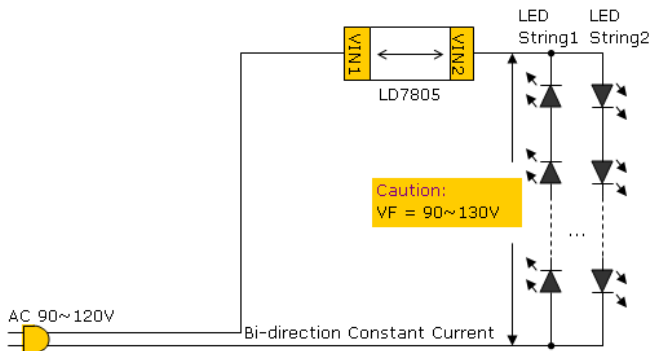 LED LED
String1 String2
VIN1 VIN2
LD7805
Caution:
VF = 90~130V
...
AC 90~120V
Bi-direction Constant Current